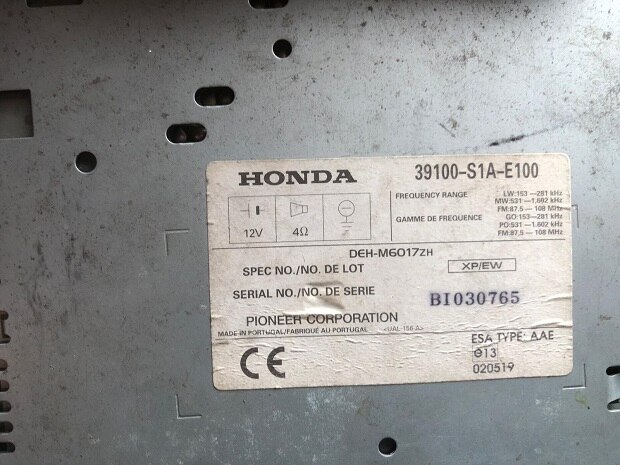 HONDA 39100-S1A-E100
FREQUENCY RANGE LW:153 – 281 kHz
MW:531 – 1,602 kHz
FM:87.5 – 108 MHz
GAMME DE FREQUENCE GO:153 – 281 kHz
PO:531 – 1,602 kHz
FM:87.5 – 108 MHz
12V 4Ω
DEH-M6017ZH
SPEC NO./NO. DE LOT XP/EW
SERIAL NO./NO. DE SERIE BI030765
PIONEER CORPORATION
MADE IN PORTUGAL/FABRIQUÉ AU PORTUGAL <UAL-156-A>
CE
ESA TYPE: AAE
G13
020519